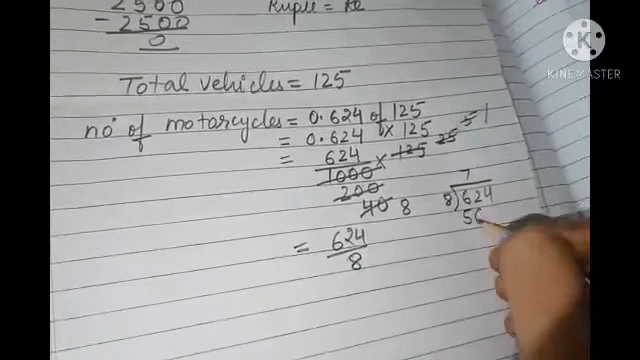 2500
- 2500
0
Rupie = Re
KINEMASTER
Total vehicles = 125
no° of motorcycles = 0.624 of 125
= 0.624 × 125
= 624 × 125 25 5 1
1000
200
40 8
7
8)624
56
= 624
8